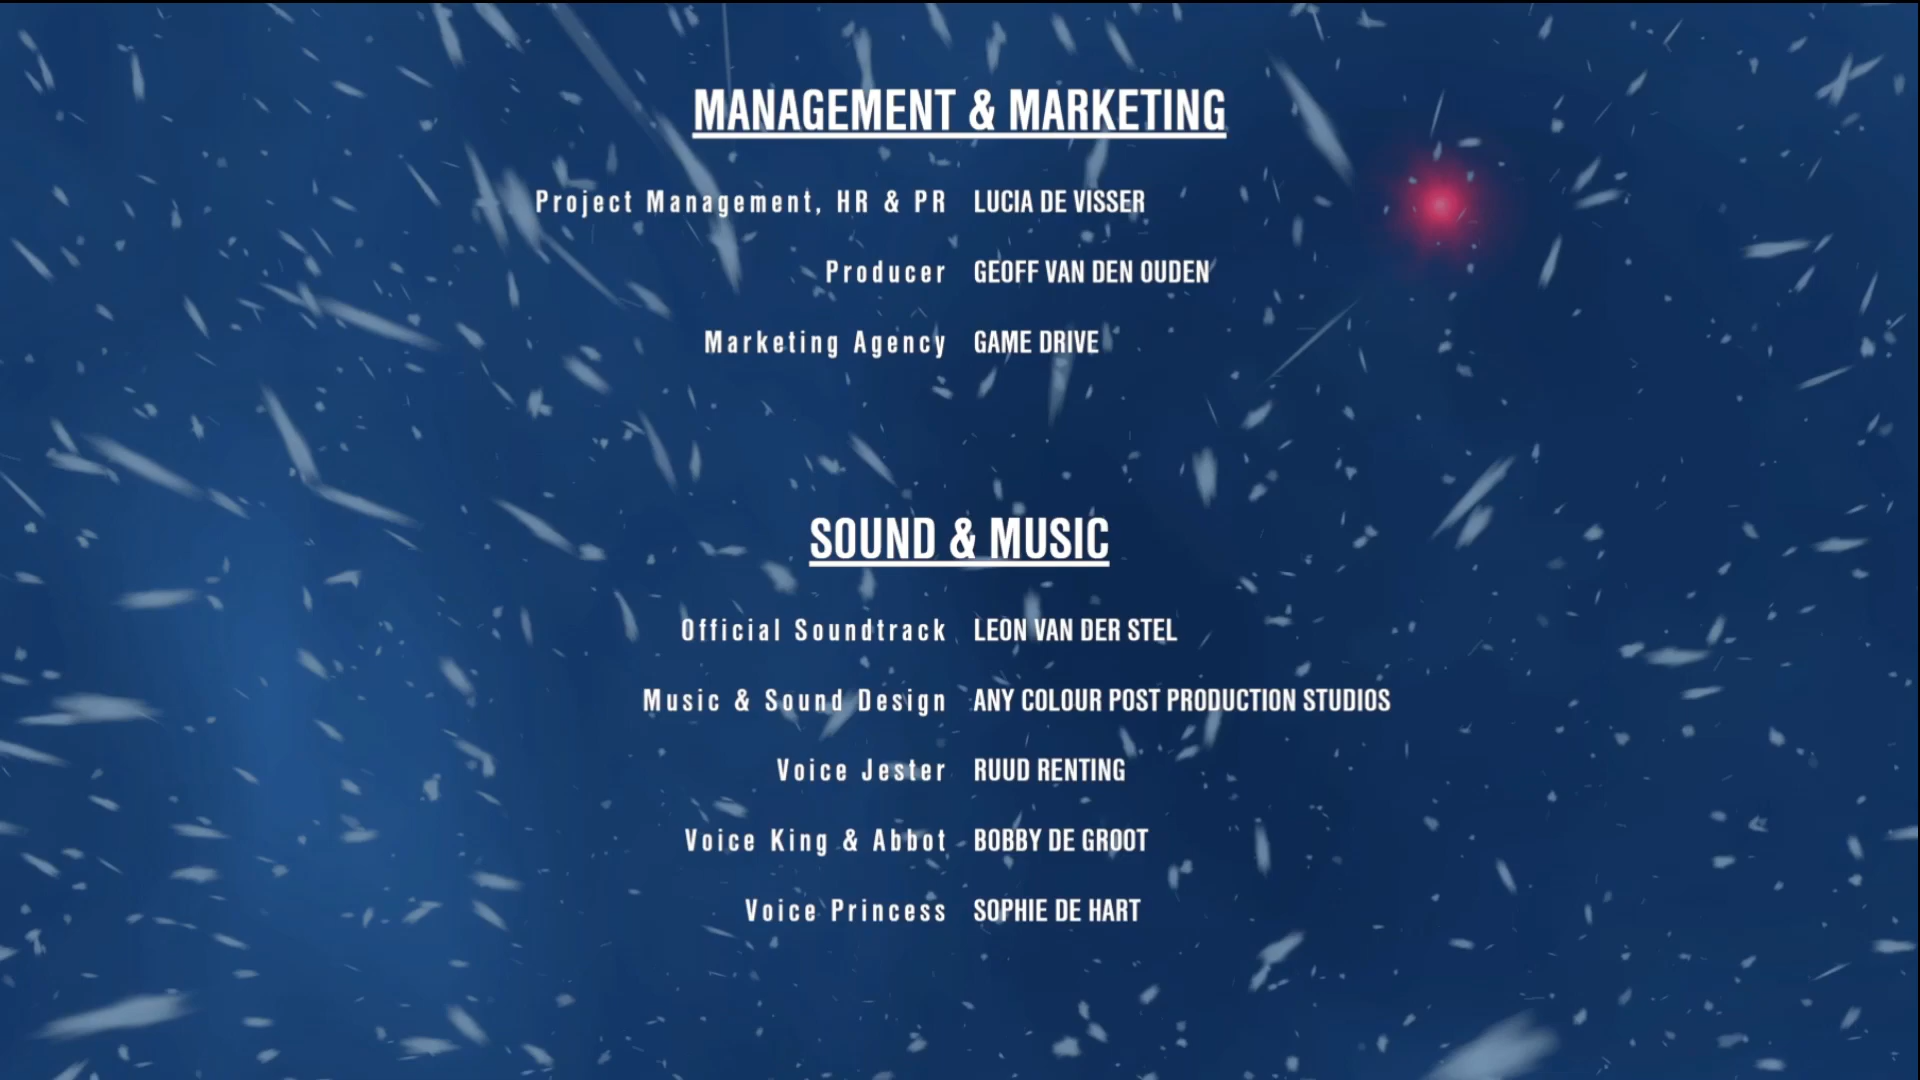 MANAGEMENT & MARKETING
Project Management, HR & PR LUCIA DE VISSER
Producer GEOFF VAN DEN OUDEN
Marketing Agency GAME DRIVE
SOUND & MUSIC
Official Soundtrack LEON VAN DER STEL
Music & Sound Design ANY COLOUR POST PRODUCTION STUDIOS
Voice Jester RUUD RENTING
Voice King & Abbot BOBBY DE GROOT
Voice Princess SOPHIE DE HART